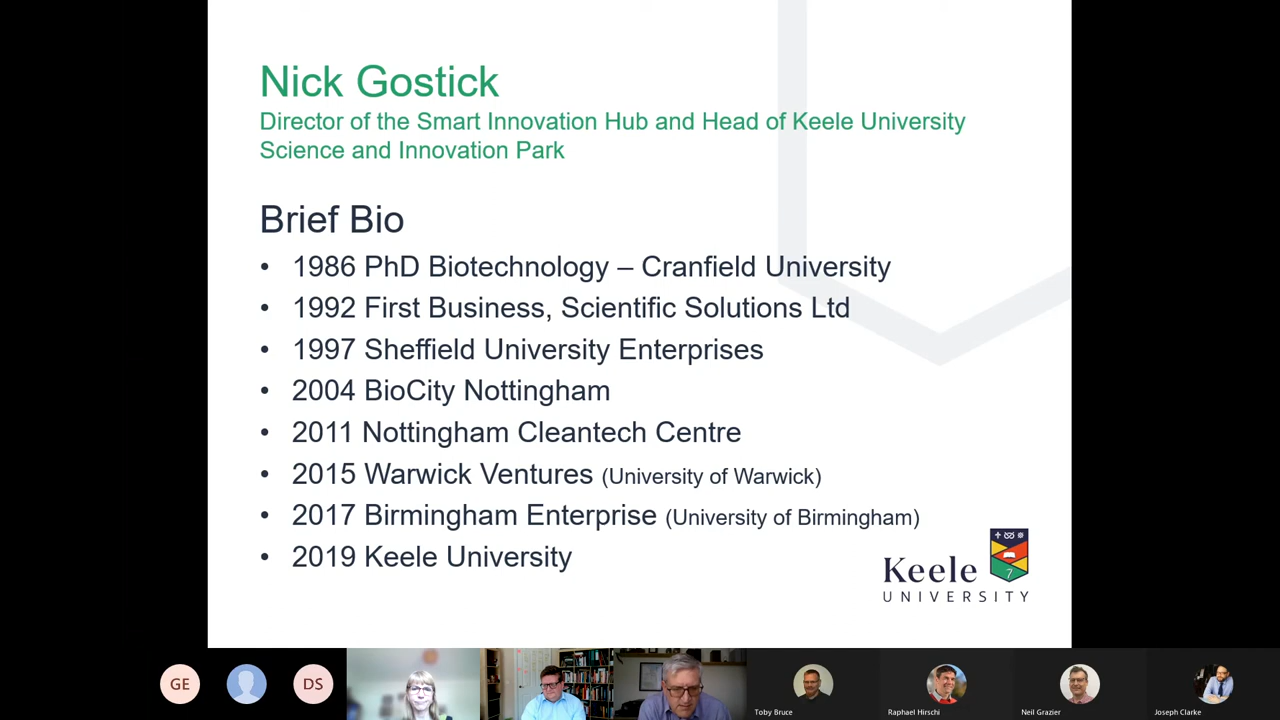 Nick Gostick
Director of the Smart Innovation Hub and Head of Keele University
Science and Innovation Park
Brief Bio
• 1986 PhD Biotechnology – Cranfield University
• 1992 First Business, Scientific Solutions Ltd
• 1997 Sheffield University Enterprises
• 2004 BioCity Nottingham
• 2011 Nottingham Cleantech Centre
• 2015 Warwick Ventures (University of Warwick)
• 2017 Birmingham Enterprise (University of Birmingham)
• 2019 Keele University
Keele
UNIVERSITY
GE
DS
Toby Bruce
Raphael Hirschi
Neil Grazier
Joseph Clarke